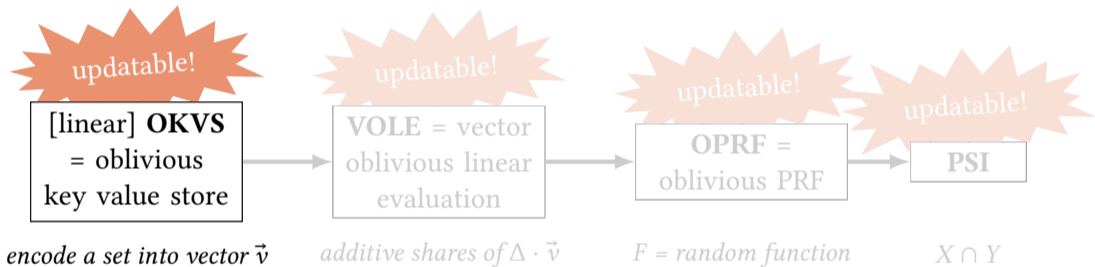 updatable!
[linear] OKVS
= oblivious
key value store
encode a set into vector v⃗
updatable!
VOLE = vector
oblivious linear
evaluation
additive shares of Δ · v⃗
updatable!
OPRF =
oblivious PRF
F = random function
updatable!
PSI
X ∩ Y